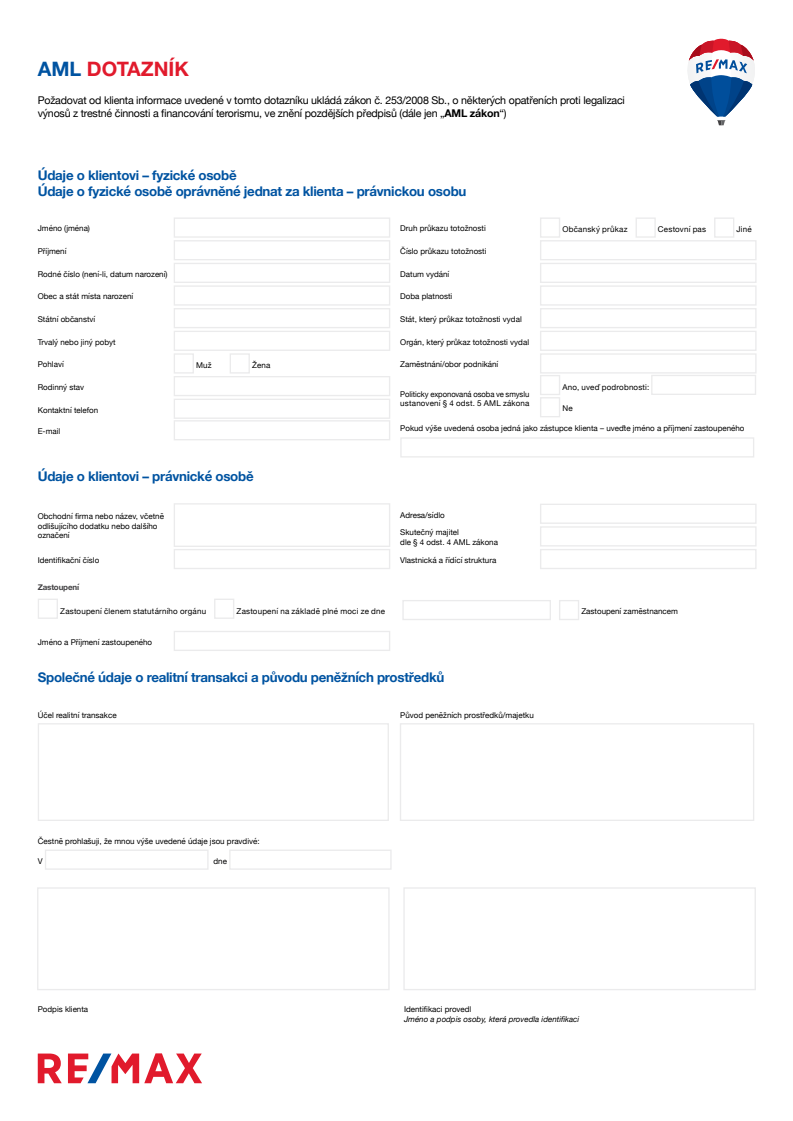 AML DOTAZNÍK
RE/MAX
Požadovat od klienta informace uvedené v tomto dotazníku ukládá zákon č. 253/2008 Sb., o některých opatřeních proti legalizaci
výnosů z trestné činnosti a financování terorismu, ve znění pozdějších předpisů (dále jen „AML zákon“)
Údaje o klientovi – fyzické osobě
Údaje o fyzické osobě oprávněné jednat za klienta – právnickou osobu
Jméno (jména)
Příjmení
Rodné číslo (není-li, datum narození)
Obec a stát místa narození
Státní občanství
Trvalý nebo jiný pobyt
Pohlaví Muž Žena
Rodinný stav
Kontaktní telefon
E-mail
Druh průkazu totožnosti Občanský průkaz Cestovní pas Jiné
Číslo průkazu totožnosti
Datum vydání
Doba platnosti
Stát, který průkaz totožnosti vydal
Orgán, který průkaz totožnosti vydal
Zaměstnání/obor podnikání
Politicky exponovaná osoba ve smyslu
ustanovení § 4 odst. 5 AML zákona
Ano, uveď podrobnosti:
Ne
Pokud výše uvedená osoba jedná jako zástupce klienta – uveďte jméno a příjmení zastoupeného
Údaje o klientovi – právnické osobě
Obchodní firma nebo název, včetně
odlišujícího dodatku nebo dalšího
označení
Identifikační číslo
Adresa/sídlo
Skutečný majitel
dle § 4 odst. 4 AML zákona
Vlastnická a řídící struktura
Zastoupení
Zastoupení členem statutárního orgánu Zastoupení na základě plné moci ze dne Zastoupení zaměstnancem
Jméno a Příjmení zastoupeného
Společné údaje o realitní transakci a původu peněžních prostředků
Účel realitní transakce
Původ peněžních prostředků/majetku
Čestně prohlašuji, že mnou výše uvedené údaje jsou pravdivé:
V dne
Podpis klienta
Identifikaci provedl
Jméno a podpis osoby, která provedla identifikaci
RE/MAX